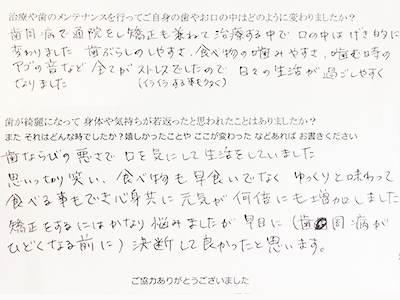 治療や歯のメンテナンスを行ってご自身の歯やお口の中はどのように変わりましたか？
歯周病で通院をし矯正も兼ねて治療する中で 口の中は げき的に
変わりました 歯ぶらしのしやすさ、食べ物の噛みやすさ、噛む時の
アゴの音など 全てが ストレスでしたので 日々の生活が 過ごしやすく
なりました （イライラする事も多く）
歯が綺麗になって 身体や気持ちが若返ったと思われたことはありましたか？
また それはどんな時でしたか？嬉しかったことや ここが変わった などあれば お書きください
歯ならびの悪さで 口を気にして生活をしていました
思いっきり笑い、食べ物も早食いでなく ゆっくりと味わって
食べる事もでき心身共に 元気が 何倍にも増加しました
矯正をするにはかなり悩みましたが 早目に （歯周病が
ひどくなる前に） 決断して良かったと思います。
ご協力ありがとうございました